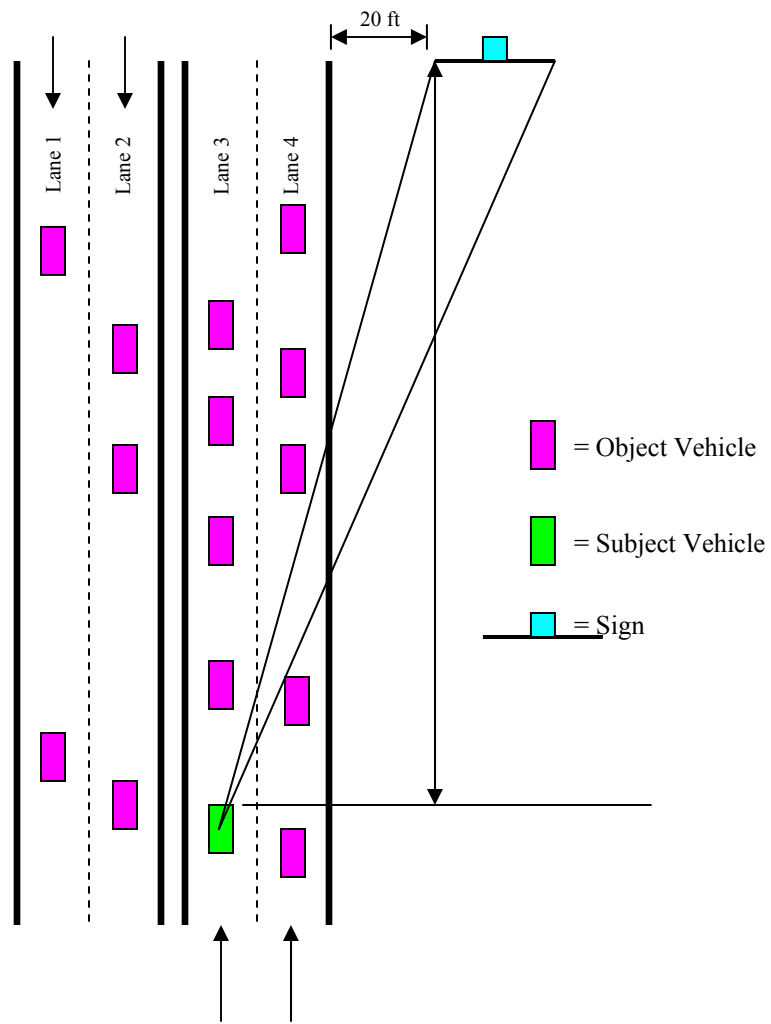 20 ft
Lane 1
Lane 2
Lane 3
Lane 4
= Object Vehicle
= Subject Vehicle
= Sign